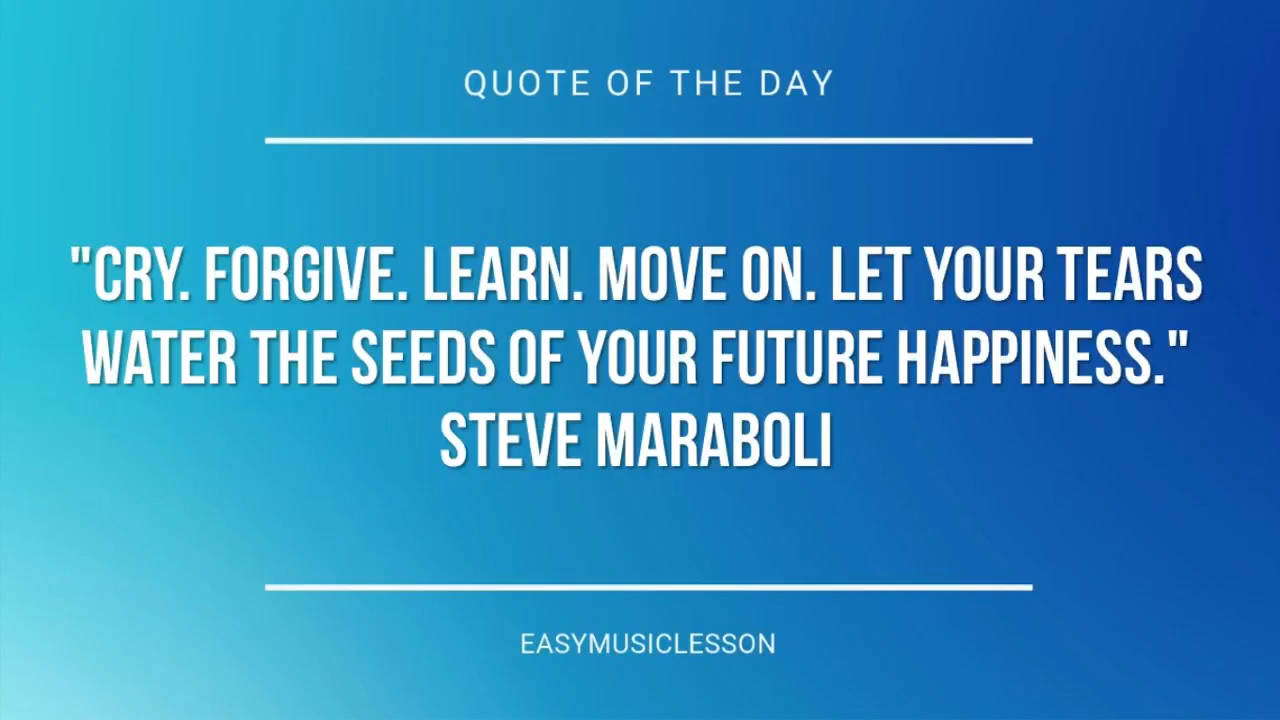 QUOTE OF THE DAY
"CRY. FORGIVE. LEARN. MOVE ON. LET YOUR TEARS
WATER THE SEEDS OF YOUR FUTURE HAPPINESS."
STEVE MARABOLI
EASYMUSICLESSON